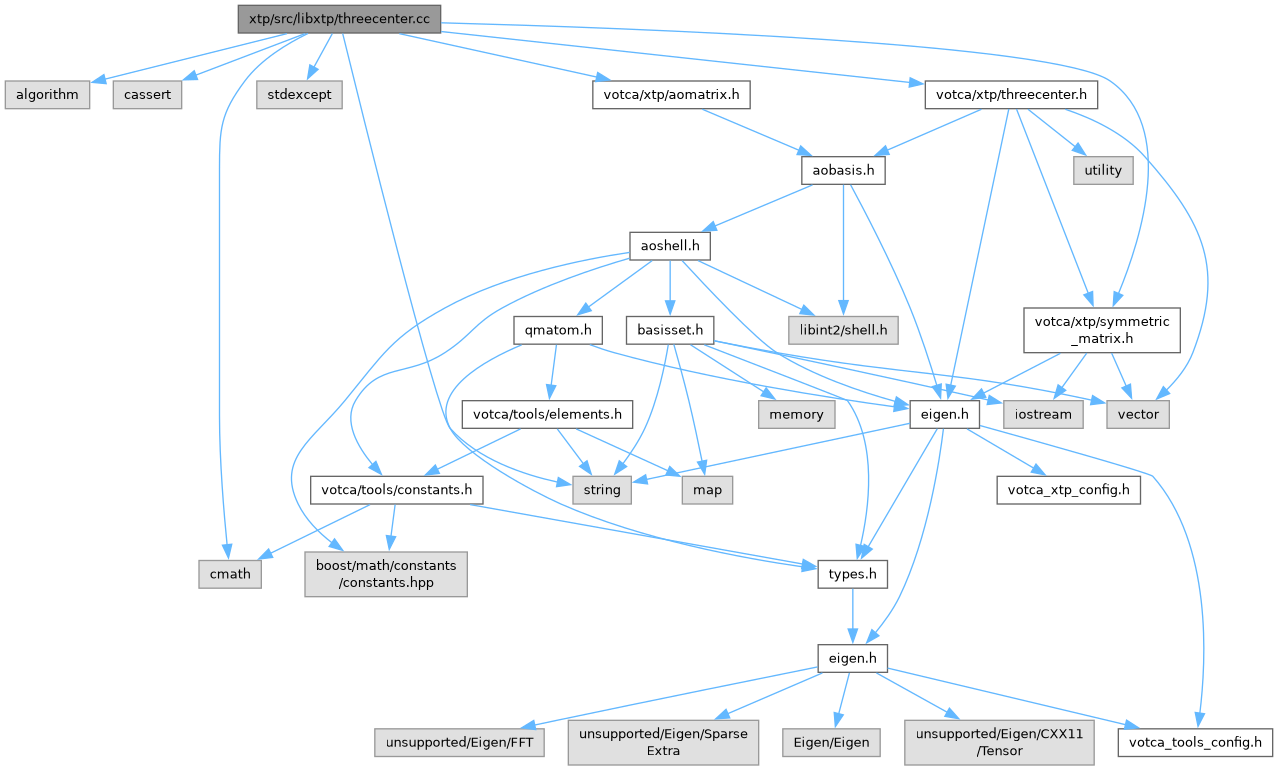 xtp/src/libxtp/threecenter.cc
algorithm
cassert
stdexcept
votca/xtp/aomatrix.h
votca/xtp/threecenter.h
aobasis.h
utility
aoshell.h
qmatom.h
basisset.h
libint2/shell.h
votca/xtp/symmetric
_matrix.h
votca/tools/elements.h
memory
eigen.h
iostream
vector
votca/tools/constants.h
string
map
votca_xtp_config.h
cmath
boost/math/constants
/constants.hpp
types.h
eigen.h
unsupported/Eigen/FFT
unsupported/Eigen/Sparse
Extra
Eigen/Eigen
unsupported/Eigen/CXX11
/Tensor
votca_tools_config.h